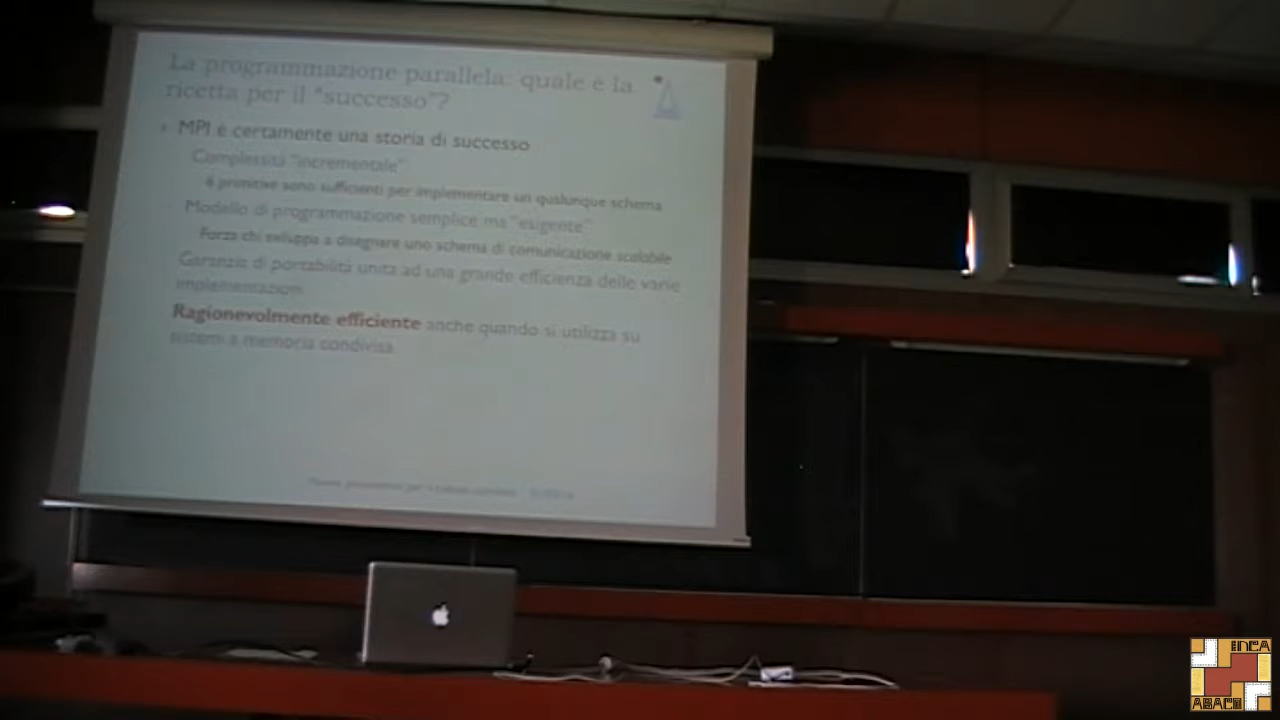 La programmazione parallela: quale è la
ricetta per il "successo"?
MPI è certamente una storia di successo
Complessità "incrementale"
6 primitive sono sufficienti per implementare un qualunque schema
Modello di programmazione semplice ma "esigente"
Forza chi sviluppa a disegnare uno schema di comunicazione scalabile
Garanzia di portabilità unita ad una grande efficienza delle varie
implementazioni
Ragionevolmente efficiente anche quando si utilizza su
sistemi a memoria condivisa
INCA
ABACO